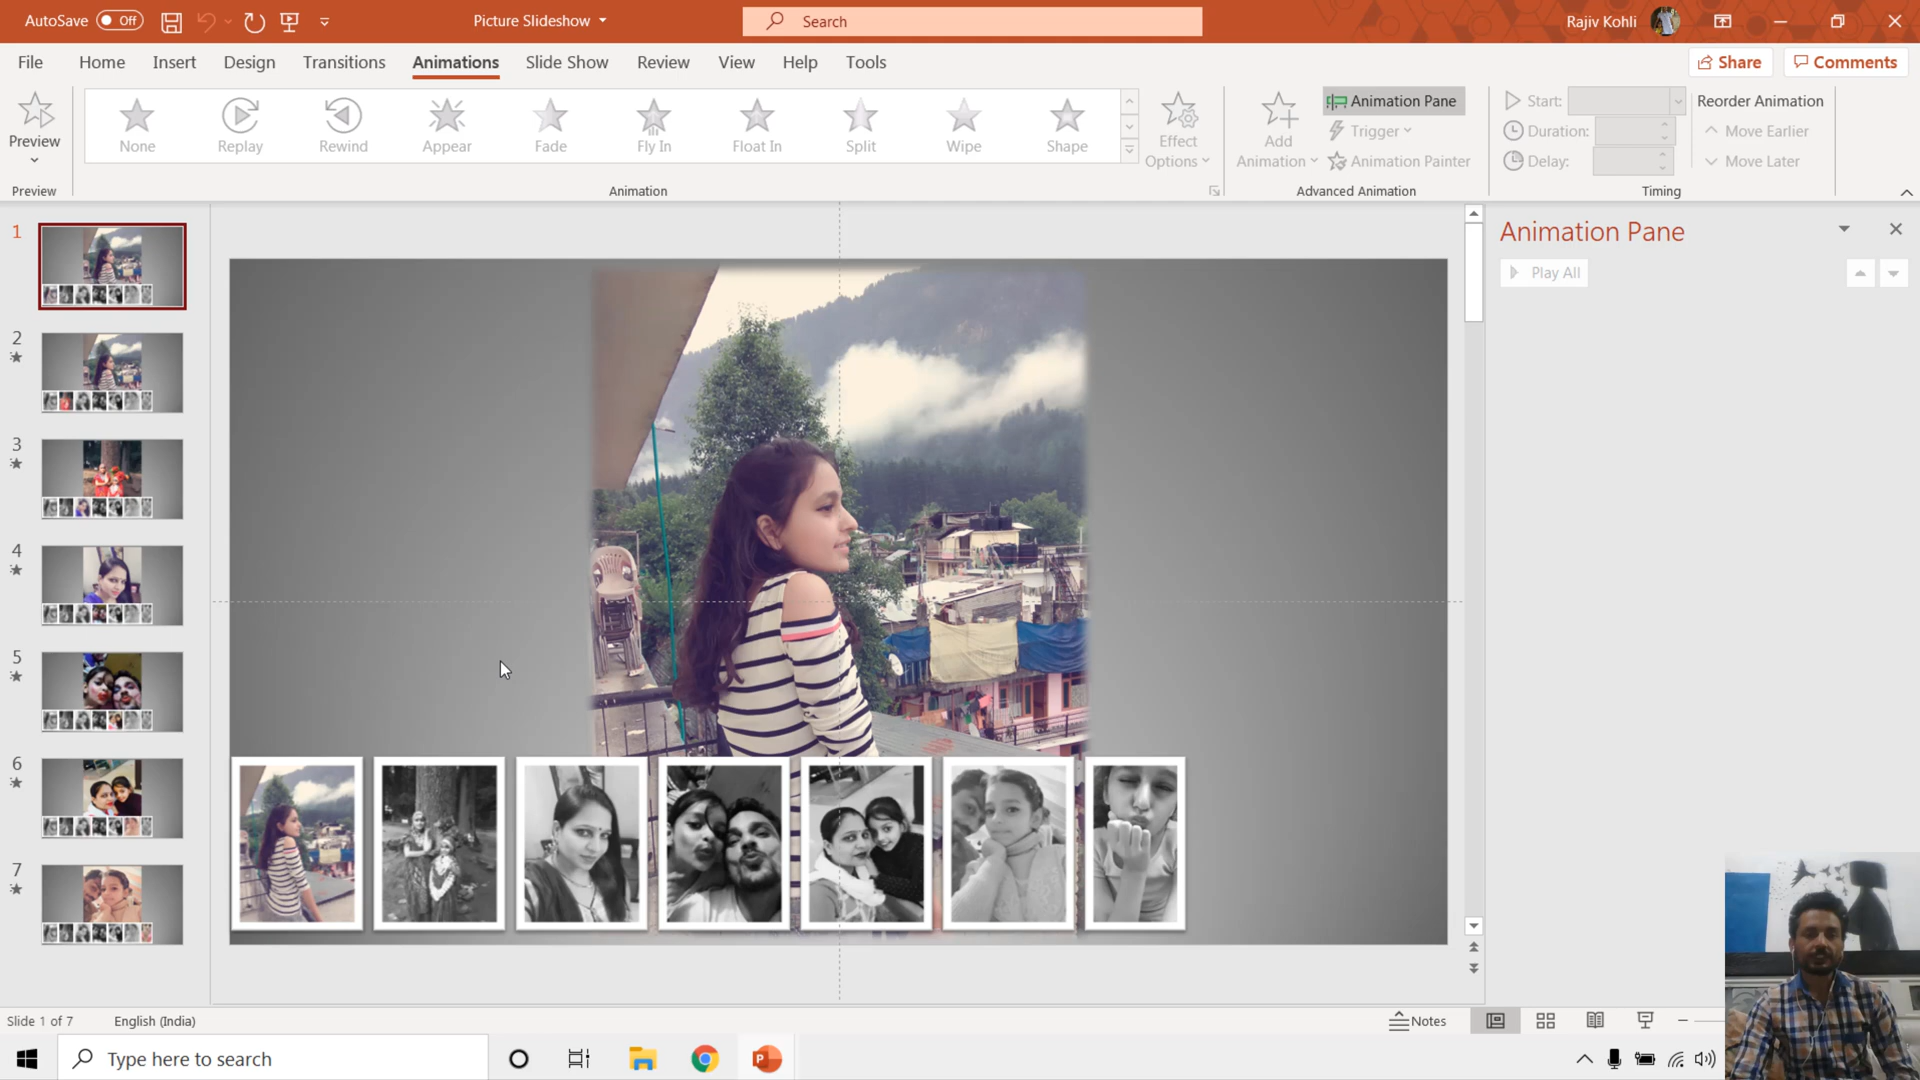 AutoSave Off Picture Slideshow Search Rajiv Kohli
File Home Insert Design Transitions Animations Slide Show Review View Help Tools Share Comments
Preview
None Replay Rewind Appear Fade Fly In Float In Split Wipe Shape
Effect Options
Add Animation
Animation Pane
Trigger
Animation Painter
Start:
Duration:
Delay:
Reorder Animation
Move Earlier
Move Later
Preview Animation Advanced Animation Timing
1
2
3
4
5
6
7
Animation Pane
Play All
Slide 1 of 7 English (India) Notes
Type here to search